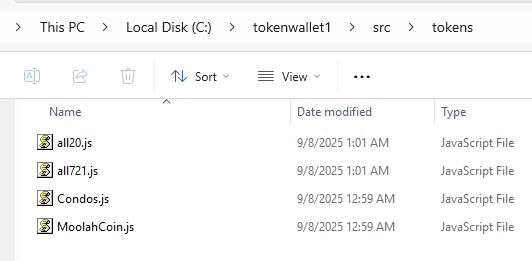 This PC > Local Disk (C:) > tokenwallet1 > src > tokens
Sort View
Name Date modified Type
all20.js 9/8/2025 1:01 AM JavaScript File
all721.js 9/8/2025 1:01 AM JavaScript File
Condos.js 9/8/2025 12:59 AM JavaScript File
MoolahCoin.js 9/8/2025 12:59 AM JavaScript File